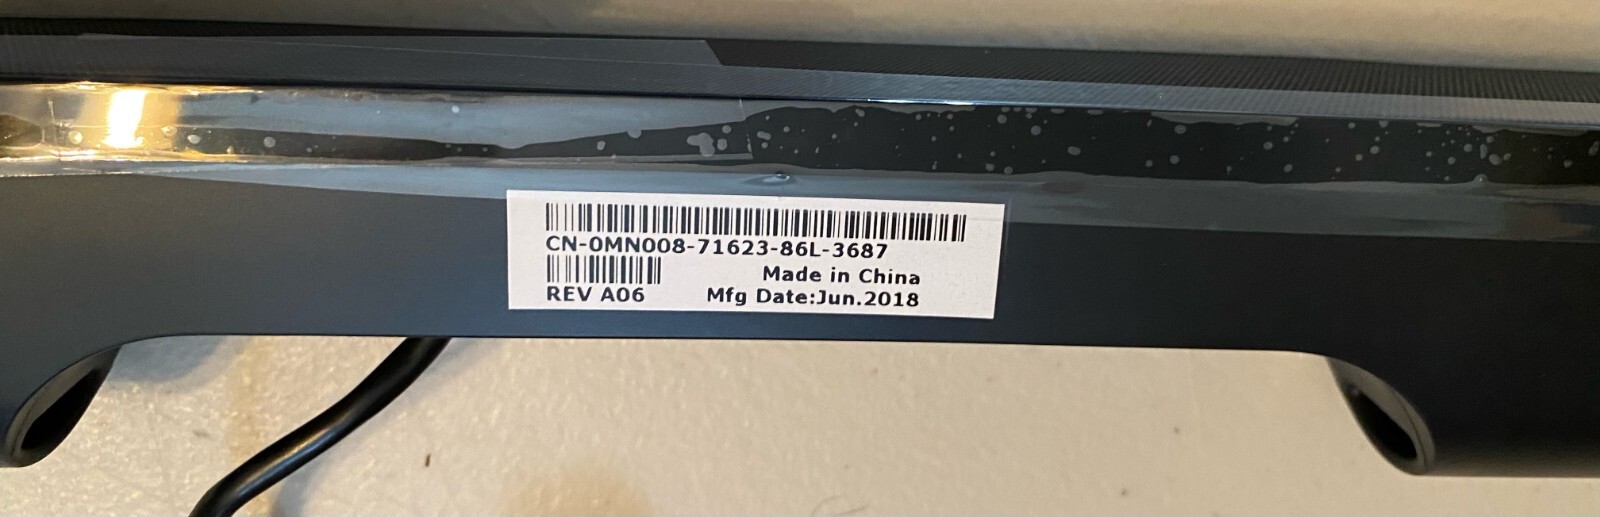 CN-0MN008-71623-86L-3687
Made in China
REV A06 Mfg Date:Jun.2018